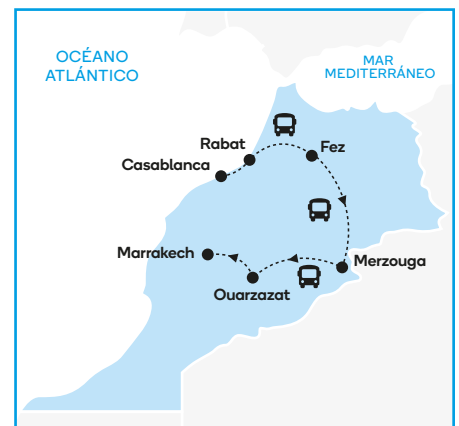 OCÉANO
ATLÁNTICO
MAR
MEDITERRÁNEO
Rabat
Fez
Casablanca
Marrakech
Merzouga
Ouarzazat